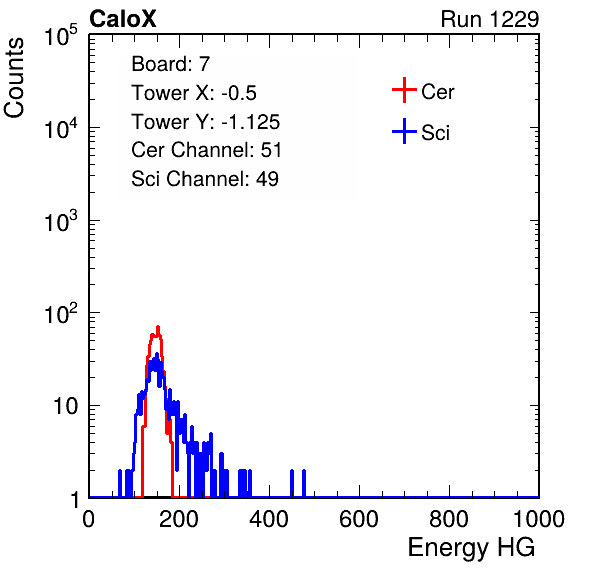 CaloX Run 1229
Counts
Board: 7
Tower X: -0.5
Tower Y: -1.125
Cer Channel: 51
Sci Channel: 49
Cer
Sci
10^5
10^4
10^3
10^2
10
1
0 200 400 600 800 1000
Energy HG